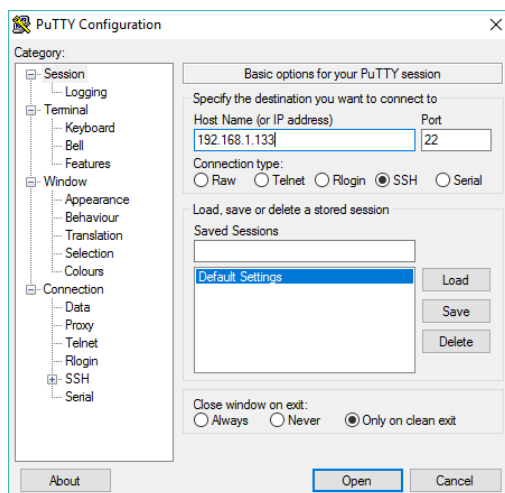 PuTTY Configuration
Category:
Session
Logging
Terminal
Keyboard
Bell
Features
Window
Appearance
Behaviour
Translation
Selection
Colours
Connection
Data
Proxy
Telnet
Rlogin
SSH
Serial
Basic options for your PuTTY session
Specify the destination you want to connect to
Host Name (or IP address) Port
192.168.1.133 22
Connection type:
Raw Telnet Rlogin SSH Serial
Load, save or delete a stored session
Saved Sessions
Default Settings
Load
Save
Delete
Close window on exit:
Always Never Only on clean exit
About Open Cancel